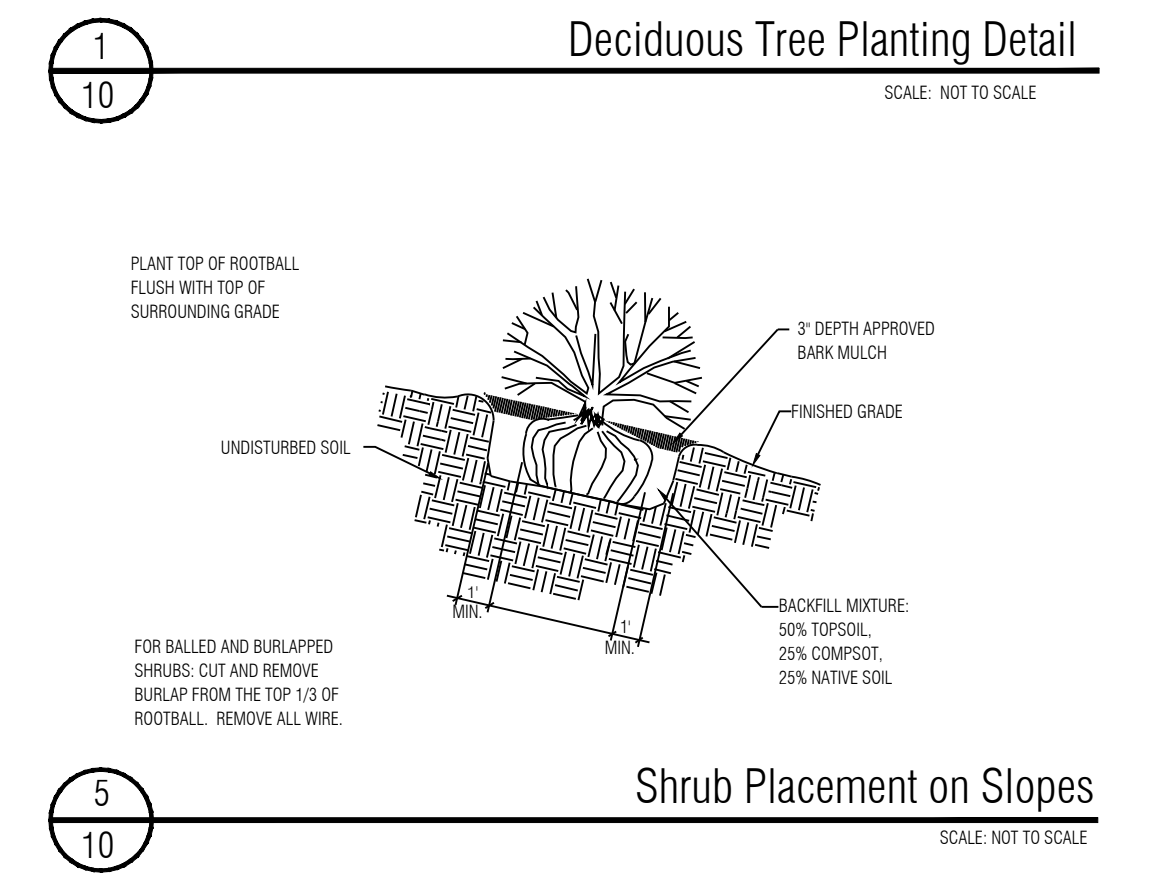 1
10
Deciduous Tree Planting Detail
SCALE: NOT TO SCALE
PLANT TOP OF ROOTBALL
FLUSH WITH TOP OF
SURROUNDING GRADE
3" DEPTH APPROVED
BARK MULCH
FINISHED GRADE
UNDISTURBED SOIL
1'
MIN.
1'
MIN.
BACKFILL MIXTURE:
50% TOPSOIL,
25% COMPSOT,
25% NATIVE SOIL
FOR BALLED AND BURLAPPED
SHRUBS: CUT AND REMOVE
BURLAP FROM THE TOP 1/3 OF
ROOTBALL. REMOVE ALL WIRE.
5
10
Shrub Placement on Slopes
SCALE: NOT TO SCALE